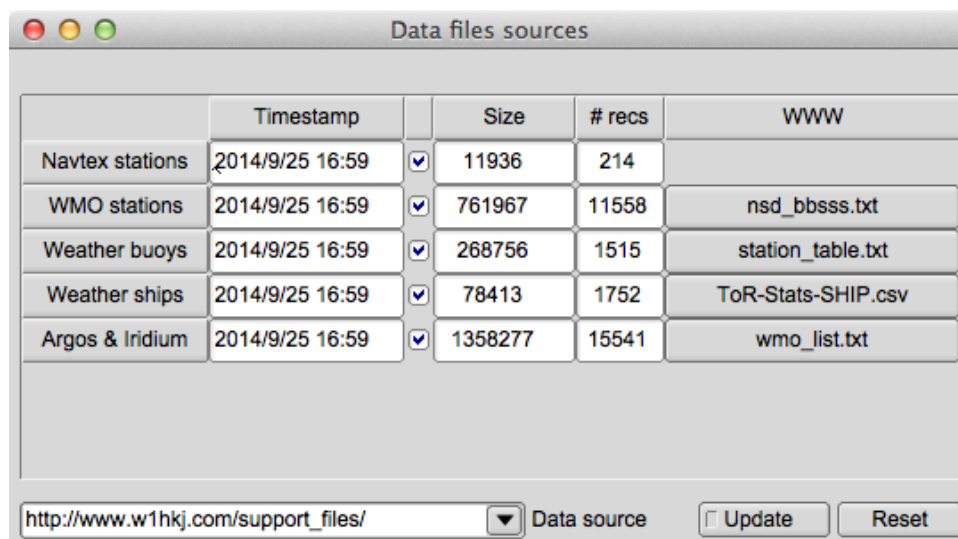 Data files sources
Timestamp Size # recs WWW
Navtex stations 2014/9/25 16:59 11936 214
WMO stations 2014/9/25 16:59 761967 11558 nsd_bbsss.txt
Weather buoys 2014/9/25 16:59 268756 1515 station_table.txt
Weather ships 2014/9/25 16:59 78413 1752 ToR-Stats-SHIP.csv
Argos & Iridium 2014/9/25 16:59 1358277 15541 wmo_list.txt
http://www.w1hkj.com/support_files/ Data source Update Reset